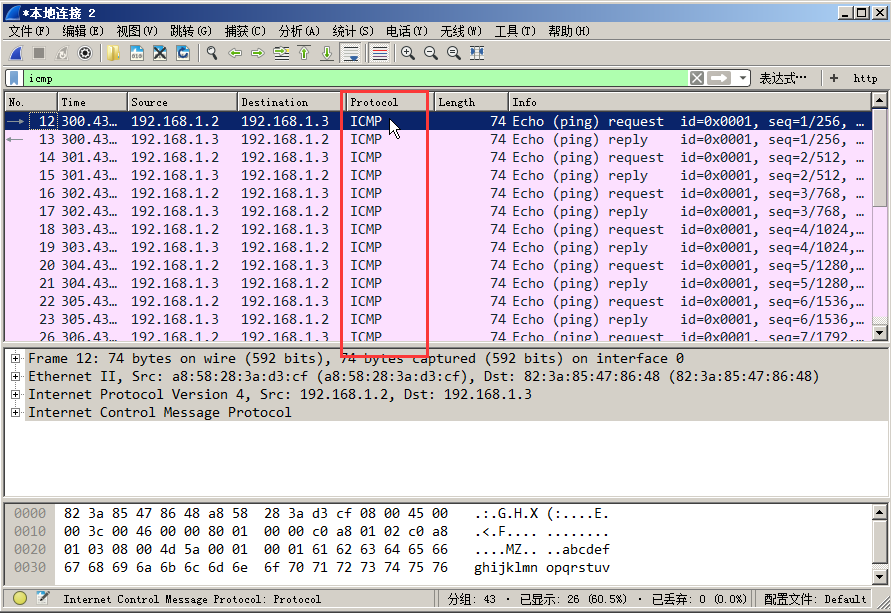 *本地连接 2
文件(F) 编辑(E) 视图(V) 跳转(G) 捕获(C) 分析(A) 统计(S) 电话(Y) 无线(W) 工具(T) 帮助(H)
icmp 表达式… + http
No. Time Source Destination Protocol Length Info
12 300.43… 192.168.1.2 192.168.1.3 ICMP 74 Echo (ping) request id=0x0001, seq=1/256, …
13 300.43… 192.168.1.3 192.168.1.2 ICMP 74 Echo (ping) reply id=0x0001, seq=1/256, …
14 301.43… 192.168.1.2 192.168.1.3 ICMP 74 Echo (ping) request id=0x0001, seq=2/512, …
15 301.43… 192.168.1.3 192.168.1.2 ICMP 74 Echo (ping) reply id=0x0001, seq=2/512, …
16 302.43… 192.168.1.2 192.168.1.3 ICMP 74 Echo (ping) request id=0x0001, seq=3/768, …
17 302.43… 192.168.1.3 192.168.1.2 ICMP 74 Echo (ping) reply id=0x0001, seq=3/768, …
18 303.43… 192.168.1.2 192.168.1.3 ICMP 74 Echo (ping) request id=0x0001, seq=4/1024,…
19 303.43… 192.168.1.3 192.168.1.2 ICMP 74 Echo (ping) reply id=0x0001, seq=4/1024,…
20 304.43… 192.168.1.2 192.168.1.3 ICMP 74 Echo (ping) request id=0x0001, seq=5/1280,…
21 304.43… 192.168.1.3 192.168.1.2 ICMP 74 Echo (ping) reply id=0x0001, seq=5/1280,…
22 305.43… 192.168.1.2 192.168.1.3 ICMP 74 Echo (ping) request id=0x0001, seq=6/1536,…
23 305.43… 192.168.1.3 192.168.1.2 ICMP 74 Echo (ping) reply id=0x0001, seq=6/1536,…
26 306.43… 192.168.1.2 192.168.1.3 ICMP 74 Echo (ping) request id=0x0001, seq=7/1792,…
Frame 12: 74 bytes on wire (592 bits), 74 bytes captured (592 bits) on interface 0
Ethernet II, Src: a8:58:28:3a:d3:cf (a8:58:28:3a:d3:cf), Dst: 82:3a:85:47:86:48 (82:3a:85:47:86:48)
Internet Protocol Version 4, Src: 192.168.1.2, Dst: 192.168.1.3
Internet Control Message Protocol
0000 82 3a 85 47 86 48 a8 58 28 3a d3 cf 08 00 45 00 .:.G.H.X (:....E.
0010 00 3c 00 46 00 00 80 01 00 00 c0 a8 01 02 c0 a8 .<.F.... ........
0020 01 03 08 00 4d 5a 00 01 00 01 61 62 63 64 65 66 ....MZ.. ..abcdef
0030 67 68 69 6a 6b 6c 6d 6e 6f 70 71 72 73 74 75 76 ghijklmn opqrstuv
Internet Control Message Protocol: Protocol 分组: 43 · 已显示: 26 (60.5%) · 已丢弃: 0 (0.0%) 配置文件: Default